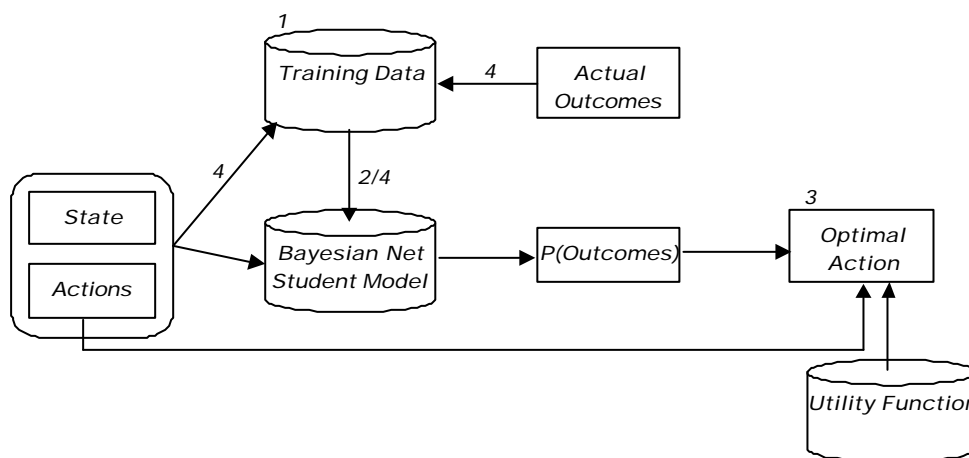 1
Training Data
4
Actual
Outcomes
4
2/4
State
Actions
Bayesian Net
Student Model
P(Outcomes)
3
Optimal
Action
Utility Function